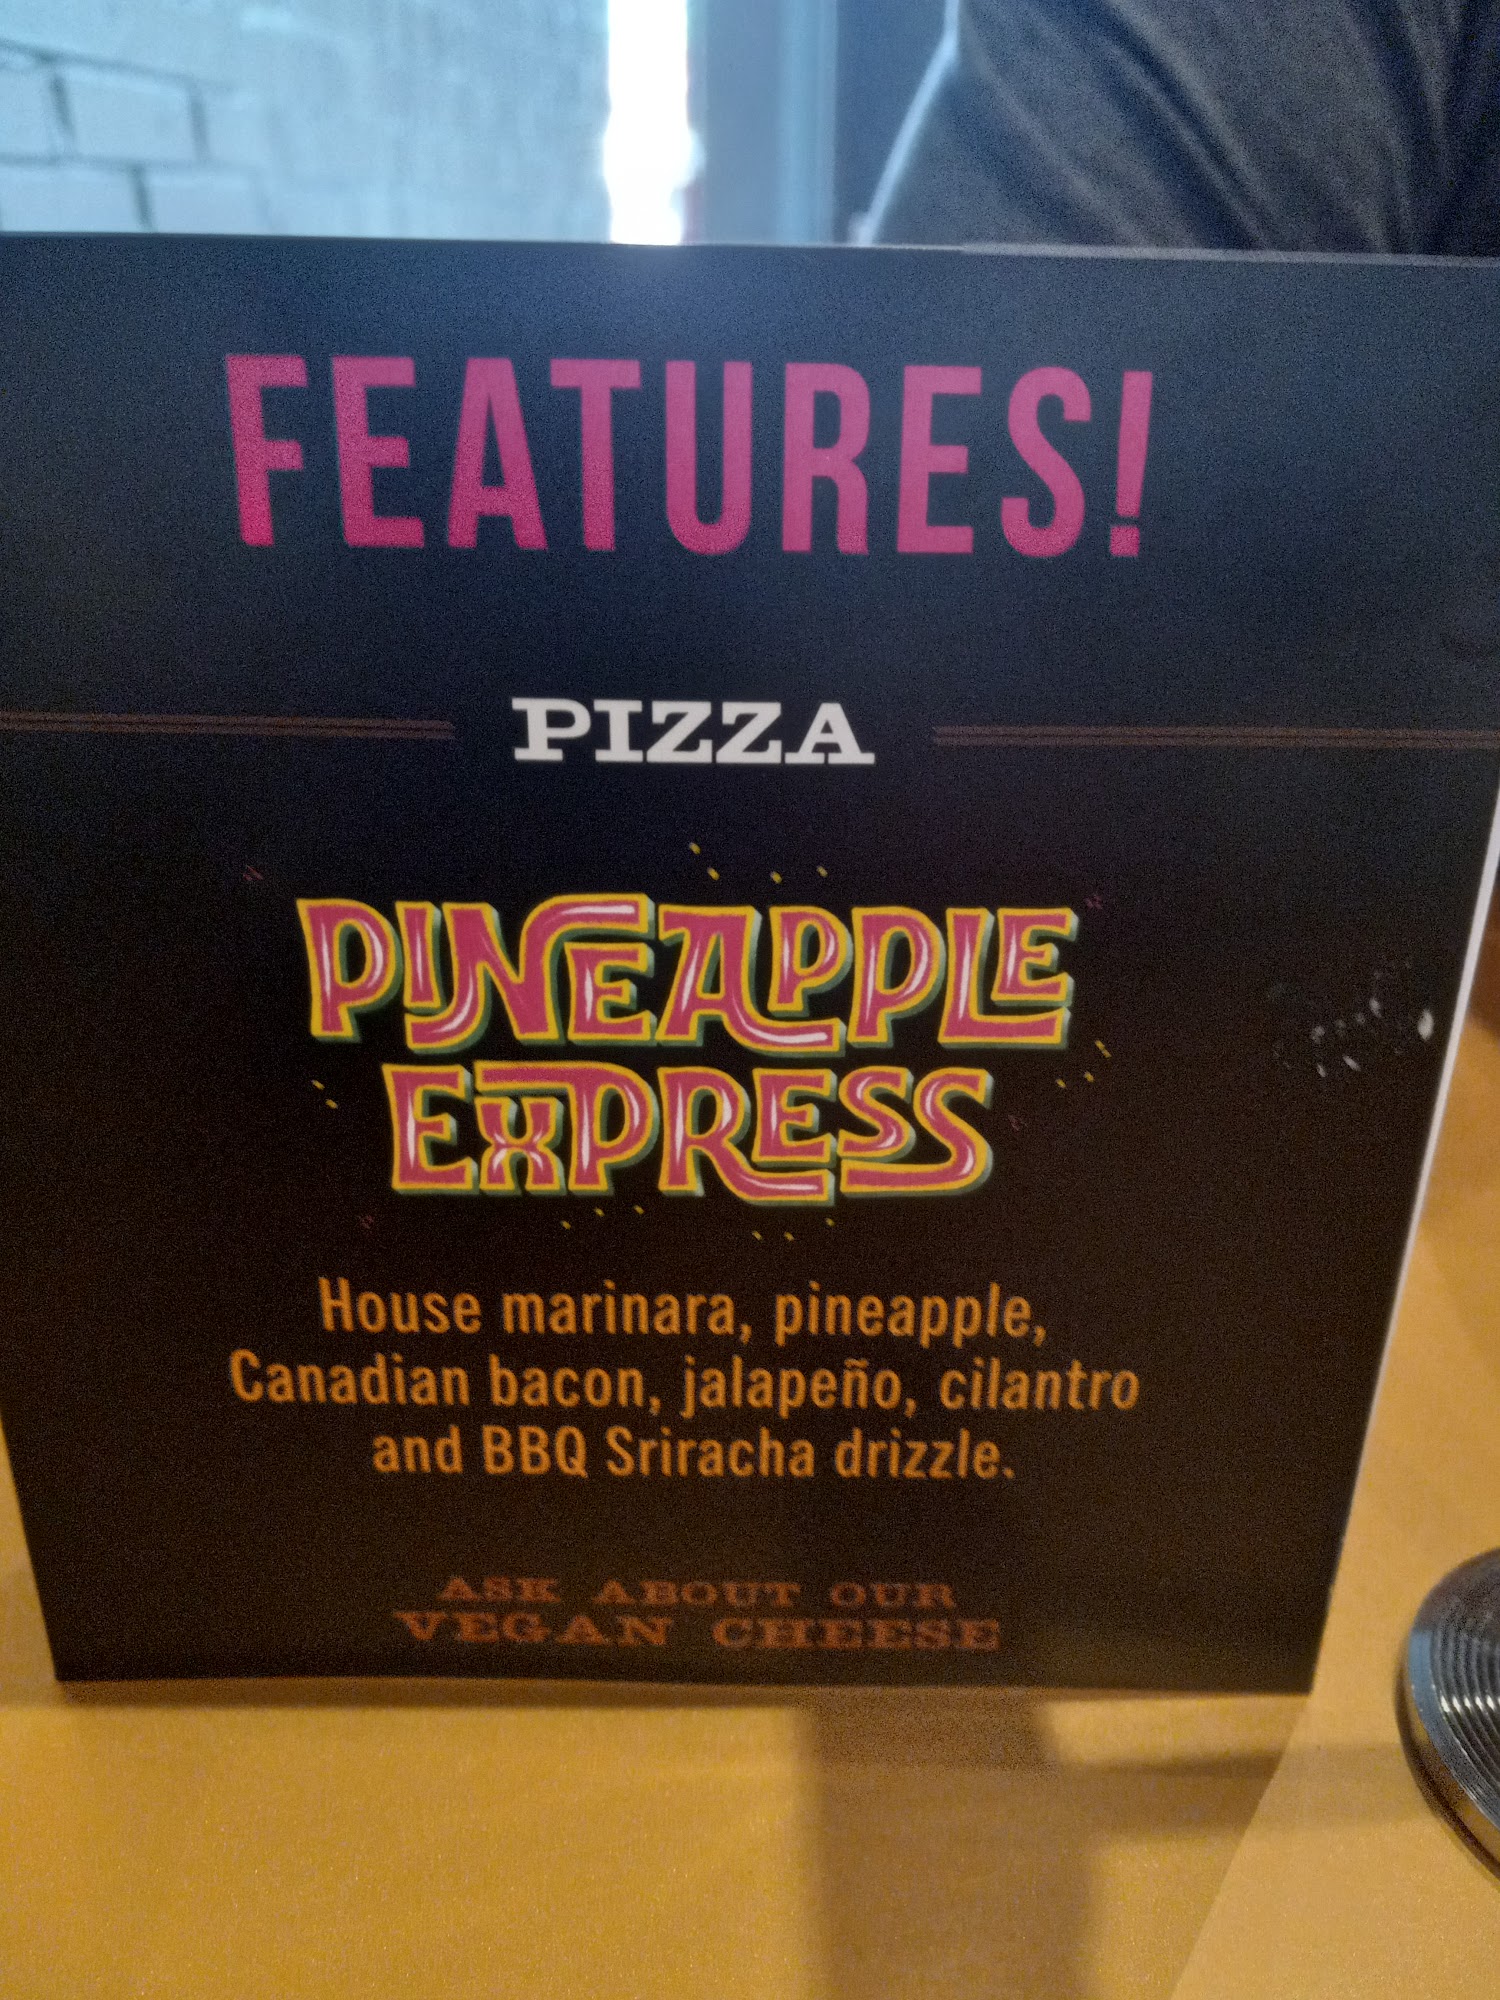 FEATURES!
PIZZA
PINEAPPLE
EXPRESS
House marinara, pineapple,
Canadian bacon, jalapeño, cilantro
and BBQ Sriracha drizzle.
ASK ABOUT OUR
VEGAN CHEESE